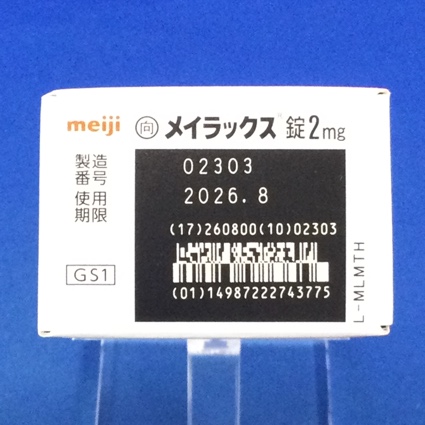 meiji ㊞向 メイラックス®錠2mg
製造番号 02303
使用期限 2026.8
(17)260800(10)02303
(01)14987222743775
GS1
L-MLMTH